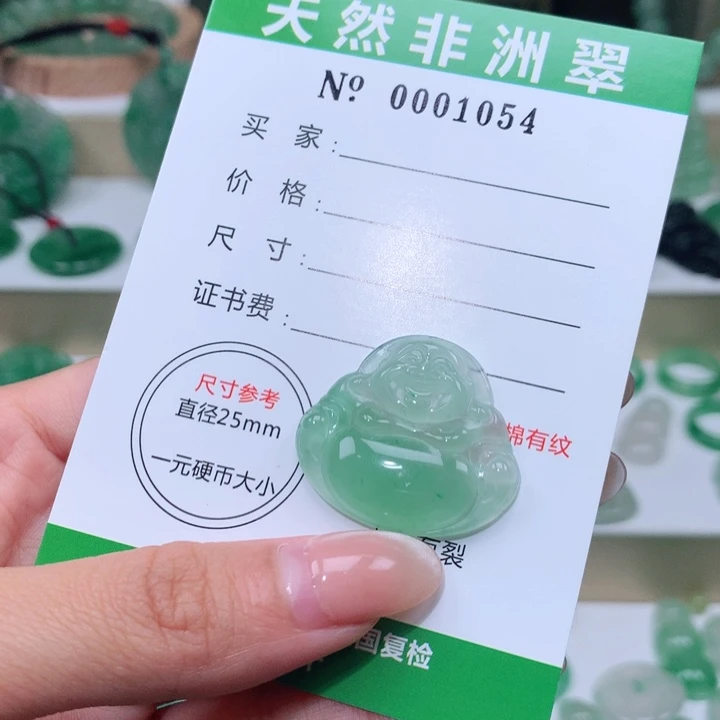 天然非洲翠
Nº 0001054
买 家：
价 格：
尺 寸：
证书费：
尺寸参考
直径25mm
一元硬币大小
棉有纹
有裂
国复检